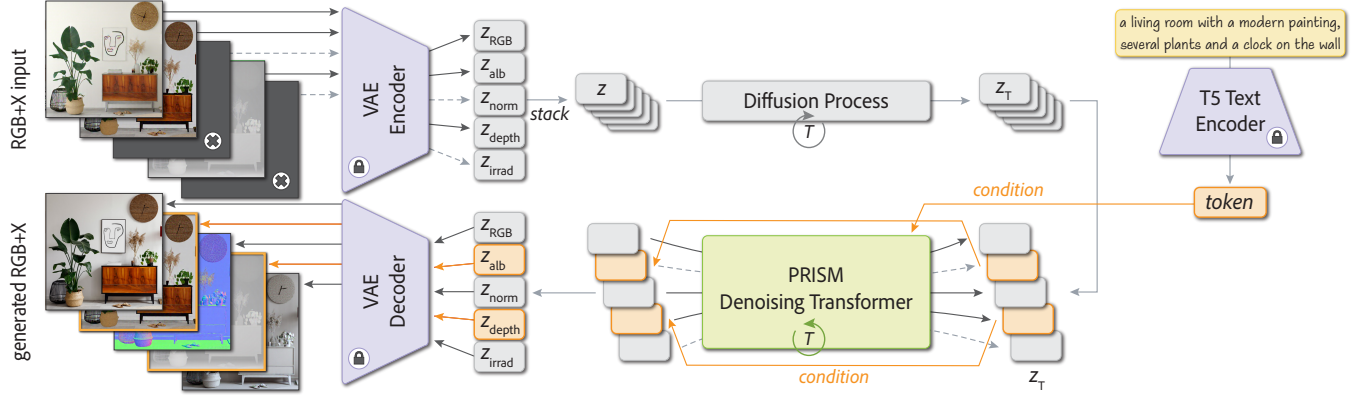 RGB+X input
VAE
Encoder
z_RGB
z_alb
z_norm
z_depth
z_irrad
stack
z
Diffusion Process
T
z_T
a living room with a modern painting,
several plants and a clock on the wall
T5 Text
Encoder
token
condition
generated RGB+X
VAE
Decoder
z_RGB
z_alb
z_norm
z_depth
z_irrad
PRISM
Denoising Transformer
T
condition
z_T